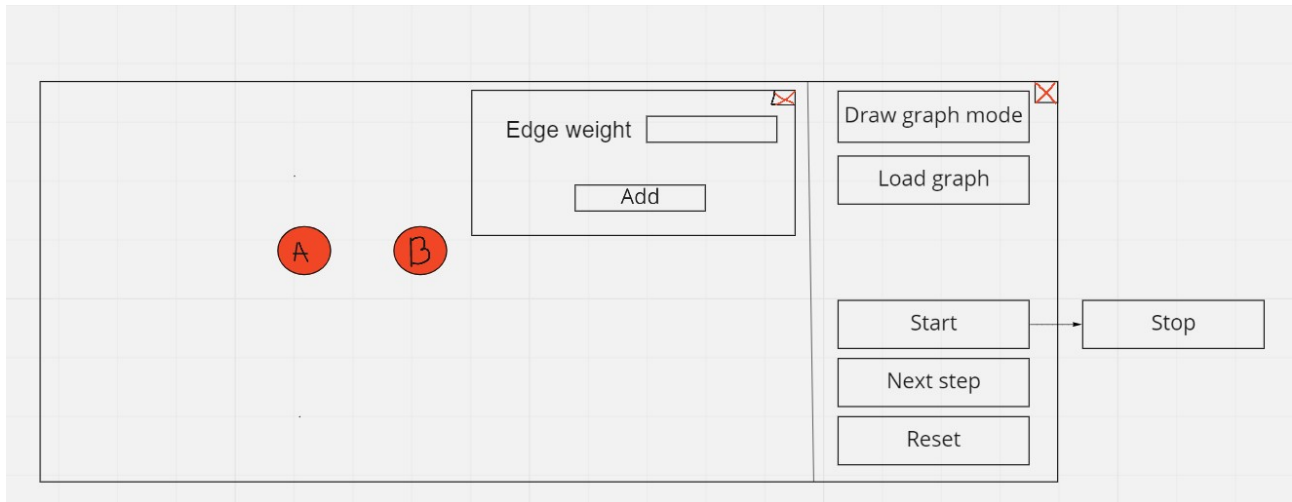 Edge weight
Add
A
B
Draw graph mode
Load graph
Start
Stop
Next step
Reset